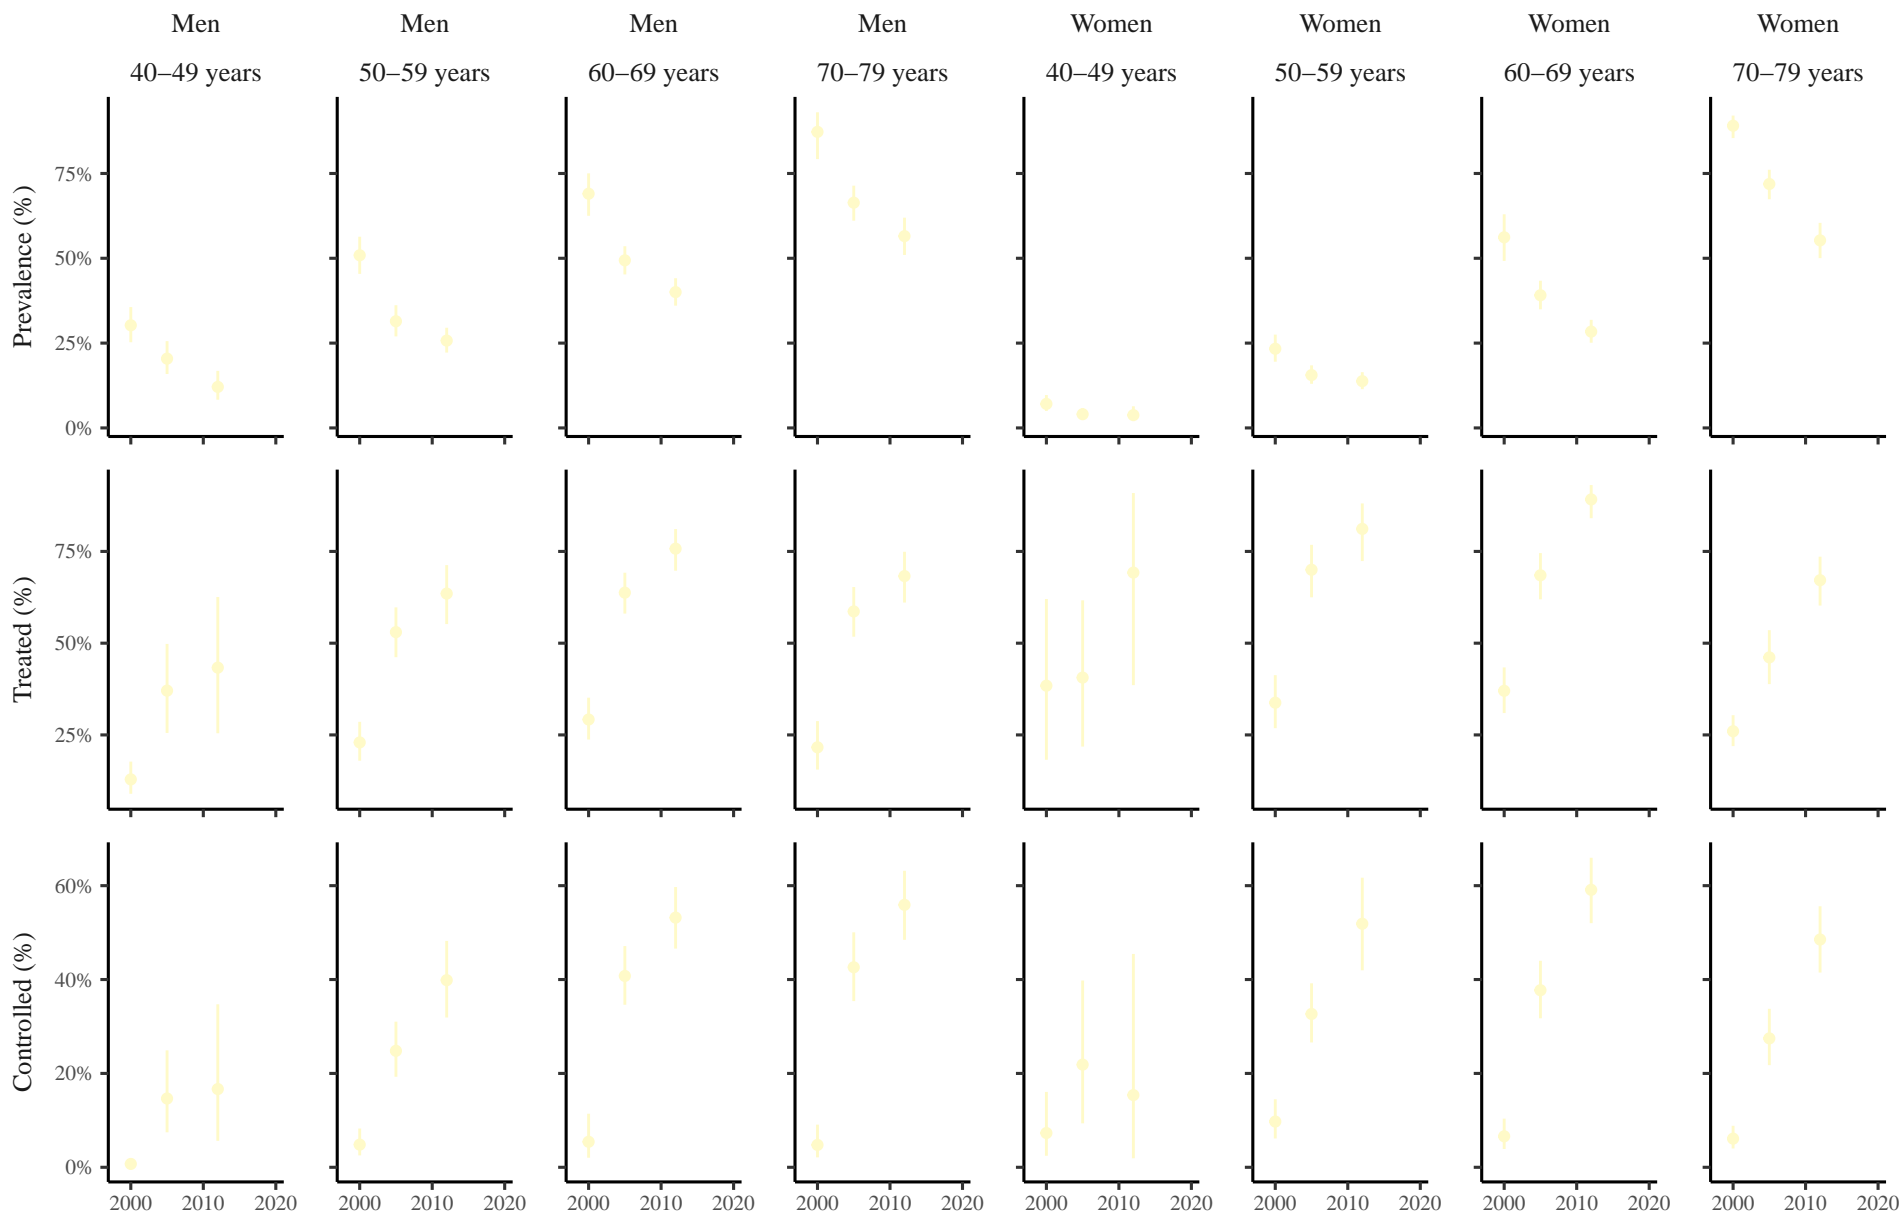 Men Men Men Men Women Women Women Women
40–49 years 50–59 years 60–69 years 70–79 years 40–49 years 50–59 years 60–69 years 70–79 years
Prevalence (%)
75%
50%
25%
0%
Treated (%)
75%
50%
25%
Controlled (%)
60%
40%
20%
0%
2000 2010 2020 2000 2010 2020 2000 2010 2020 2000 2010 2020 2000 2010 2020 2000 2010 2020 2000 2010 2020 2000 2010 2020